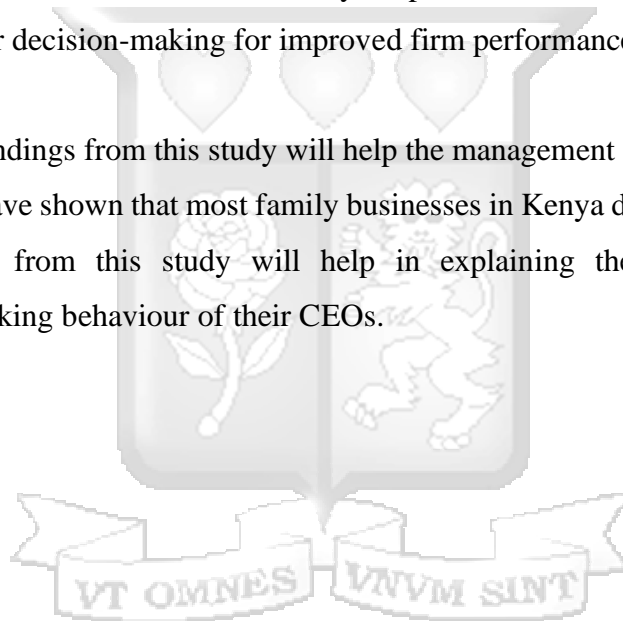 r decision-making for improved firm performance
ndings from this study will help the management
ave shown that most family businesses in Kenya d
from this study will help in explaining the
king behaviour of their CEOs.
VT OMNES VNVM SINT